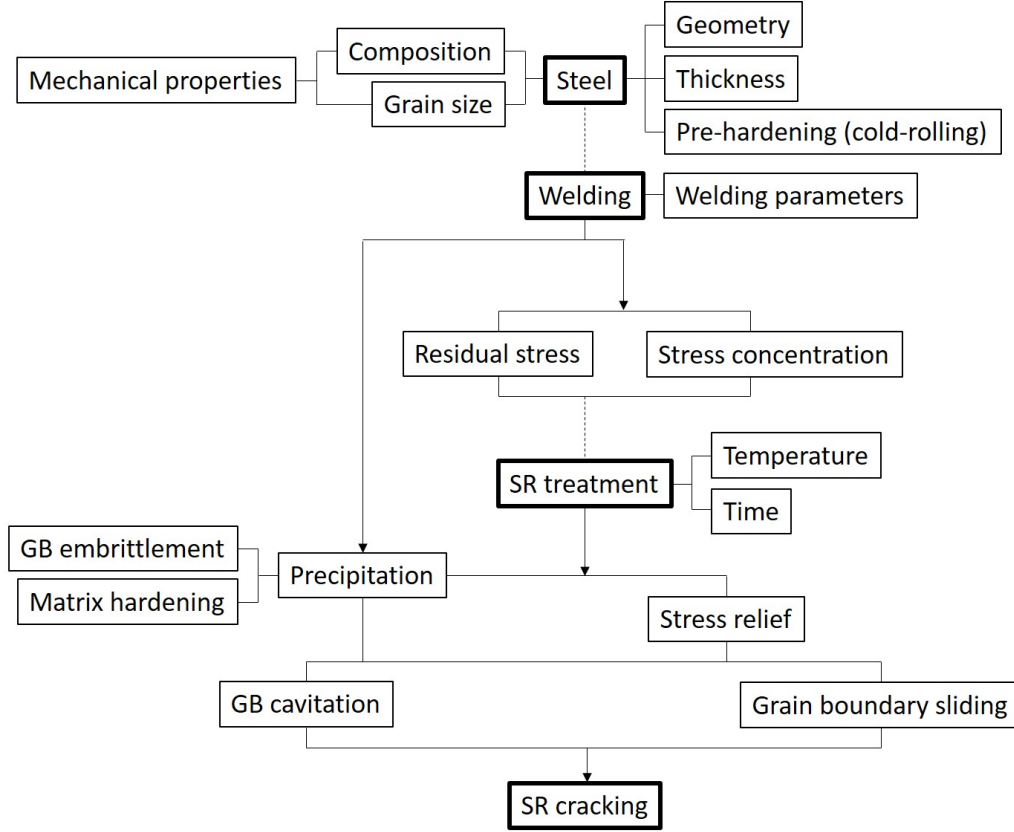 Geometry
Composition
Mechanical properties
Steel
Thickness
Grain size
Pre-hardening (cold-rolling)
Welding
Welding parameters
Residual stress
Stress concentration
Temperature
SR treatment
Time
GB embrittlement
Precipitation
Matrix hardening
Stress relief
GB cavitation
Grain boundary sliding
SR cracking